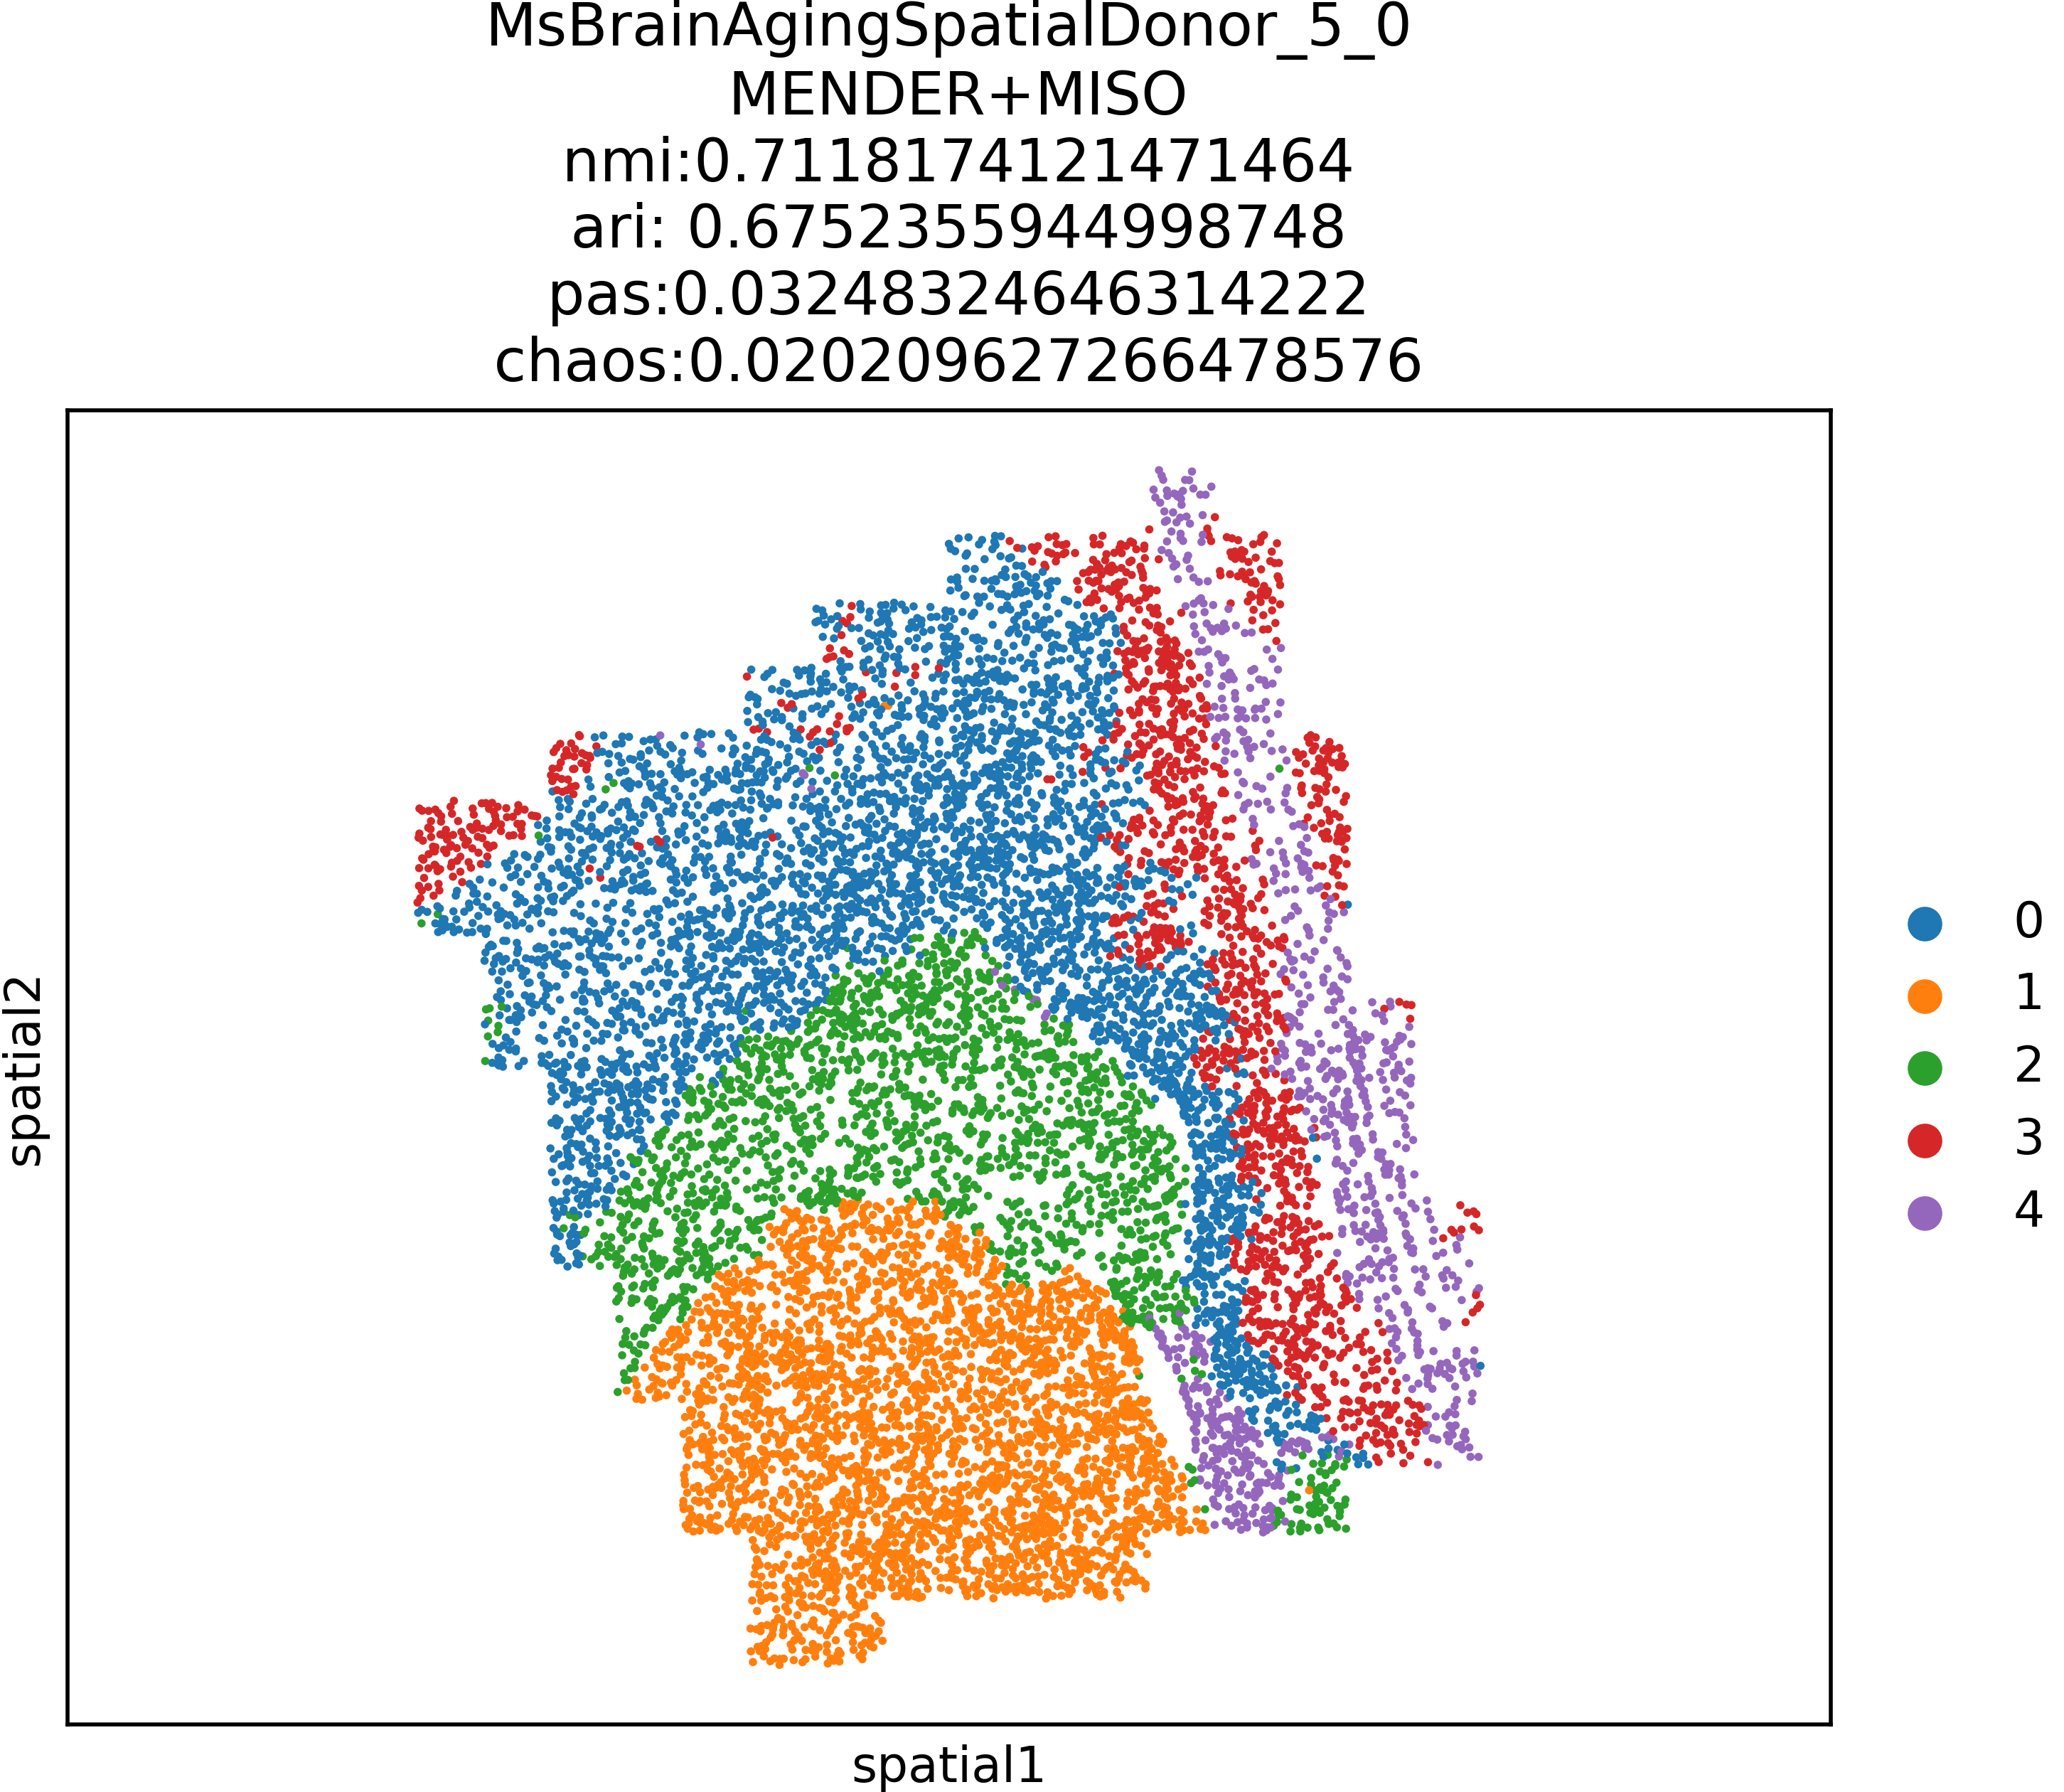 MsBrainAgingSpatialDonor_5_0
MENDER+MISO
nmi:0.7118174121471464
ari: 0.6752355944998748
pas:0.03248324646314222
chaos:0.020209627266478576
spatial2
0
1
2
3
4
spatial1